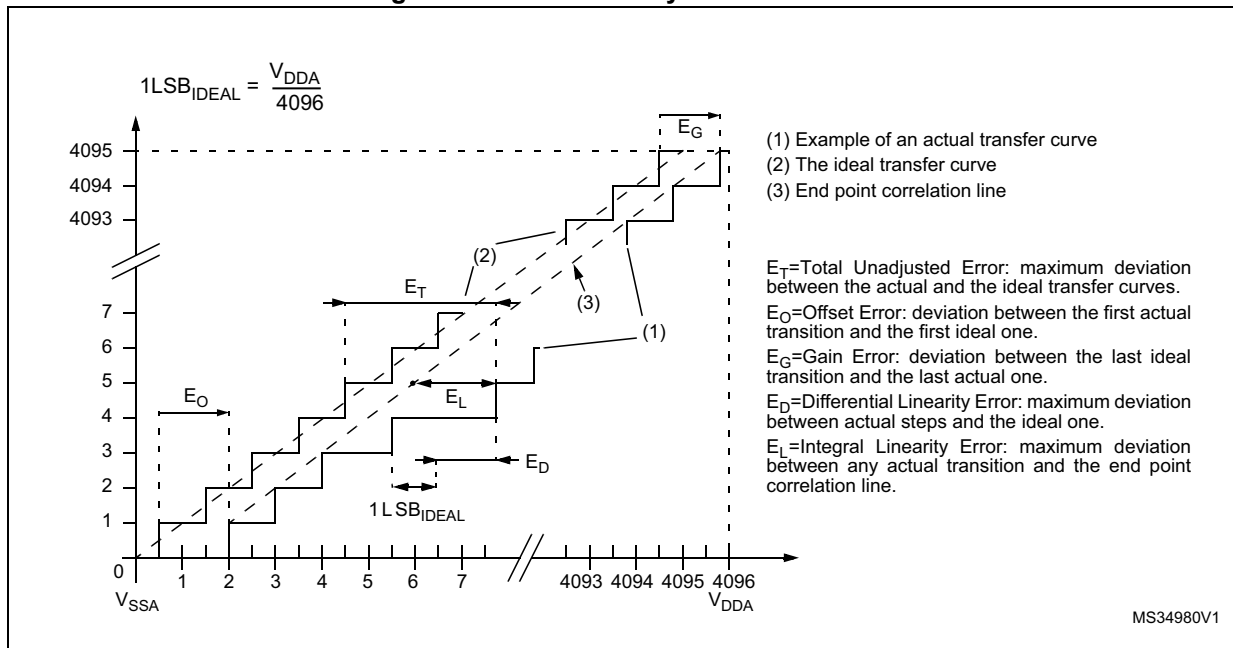 1LSB_IDEAL = V_DDA
4096
E_G
(1) Example of an actual transfer curve
(2) The ideal transfer curve
(3) End point correlation line
4095
4094
4093
(2)
(3)
(1)
E_T
E_T=Total Unadjusted Error: maximum deviation
between the actual and the ideal transfer curves.
E_O=Offset Error: deviation between the first actual
transition and the first ideal one.
E_G=Gain Error: deviation between the last ideal
transition and the last actual one.
E_D=Differential Linearity Error: maximum deviation
between actual steps and the ideal one.
E_L=Integral Linearity Error: maximum deviation
between any actual transition and the end point
correlation line.
7
6
5
4
3
2
1
0
E_O
E_L
E_D
1LSB_IDEAL
1 2 3 4 5 6 7 4093 4094 4095 4096
V_SSA V_DDA
MS34980V1